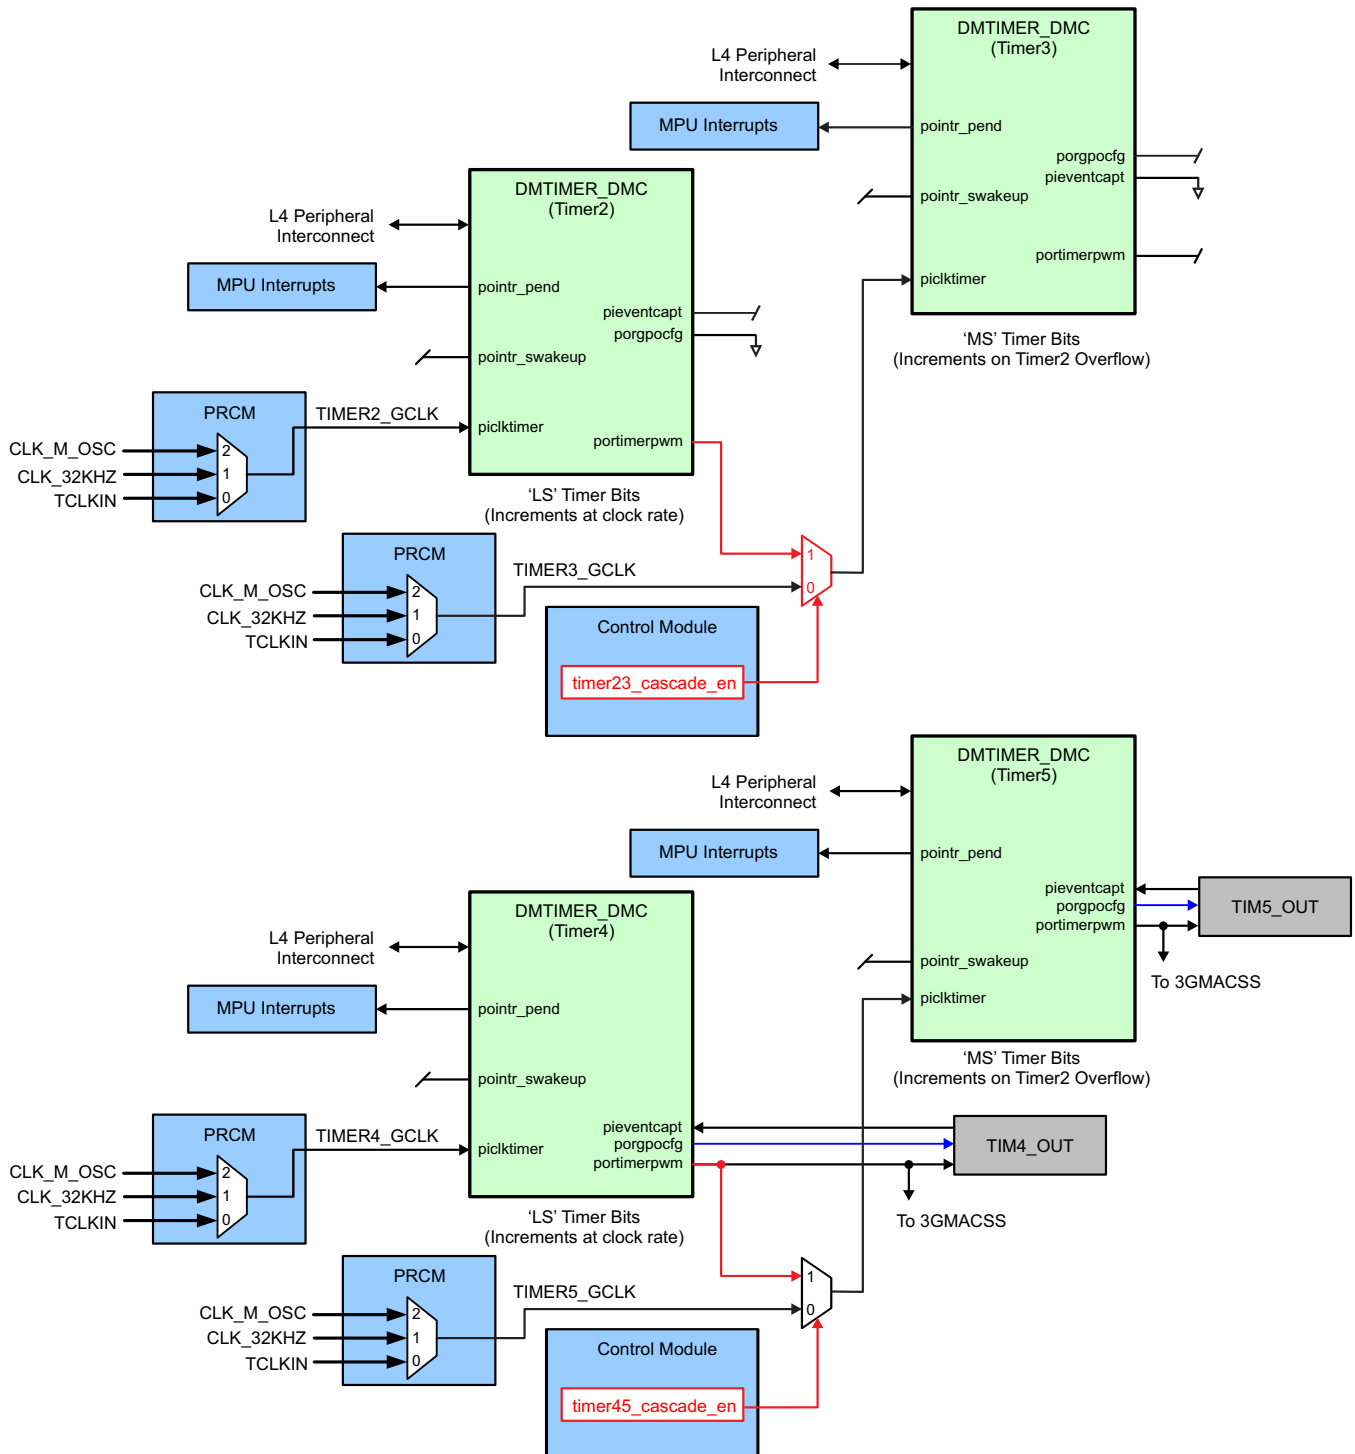 DMTIMER_DMC
(Timer3)
L4 Peripheral
Interconnect
MPU Interrupts
pointr_pend
porgpocfg
pieventcapt
pointr_swakeup
portimerpwm
piclktimer
'MS' Timer Bits
(Increments on Timer2 Overflow)
DMTIMER_DMC
(Timer2)
L4 Peripheral
Interconnect
MPU Interrupts
pointr_pend
pieventcapt
porgpocfg
pointr_swakeup
PRCM
TIMER2_GCLK
piclktimer
portimerpwm
CLK_M_OSC
2
CLK_32KHZ
1
TCLKIN
0
'LS' Timer Bits
(Increments at clock rate)
PRCM
TIMER3_GCLK
1
0
CLK_M_OSC
2
CLK_32KHZ
1
TCLKIN
0
Control Module
timer23_cascade_en
DMTIMER_DMC
(Timer5)
L4 Peripheral
Interconnect
MPU Interrupts
pointr_pend
pieventcapt
porgpocfg
portimerpwm
TIM5_OUT
pointr_swakeup
To 3GMACSS
piclktimer
'MS' Timer Bits
(Increments on Timer2 Overflow)
DMTIMER_DMC
(Timer4)
L4 Peripheral
Interconnect
MPU Interrupts
pointr_pend
pointr_swakeup
pieventcapt
porgpocfg
portimerpwm
TIM4_OUT
To 3GMACSS
PRCM
TIMER4_GCLK
piclktimer
CLK_M_OSC
2
CLK_32KHZ
1
TCLKIN
0
'LS' Timer Bits
(Increments at clock rate)
PRCM
TIMER5_GCLK
1
0
CLK_M_OSC
2
CLK_32KHZ
1
TCLKIN
0
Control Module
timer45_cascade_en